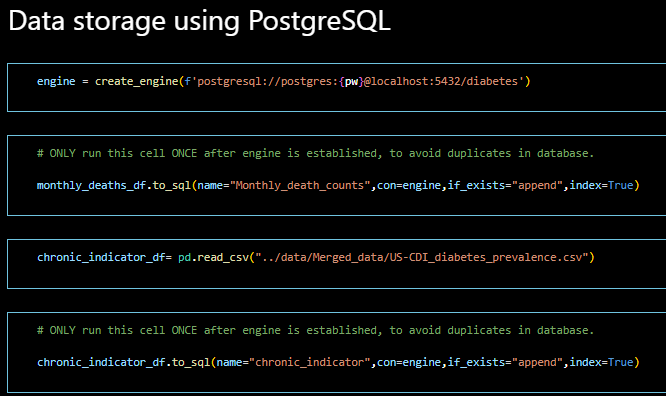 Data storage using PostgreSQL
engine = create_engine(f'postgresql://postgres:{pw}@localhost:5432/diabetes')
# ONLY run this cell ONCE after engine is established, to avoid duplicates in database.
monthly_deaths_df.to_sql(name="Monthly_death_counts",con=engine,if_exists="append",index=True)
chronic_indicator_df= pd.read_csv("../data/Merged_data/US-CDI_diabetes_prevalence.csv")
# ONLY run this cell ONCE after engine is established, to avoid duplicates in database.
chronic_indicator_df.to_sql(name="chronic_indicator",con=engine,if_exists="append",index=True)